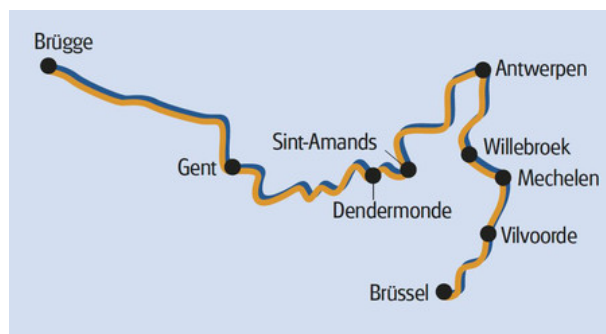 Brügge
Antwerpen
Sint-Amands
Willebroek
Gent
Mechelen
Dendermonde
Vilvoorde
Brüssel